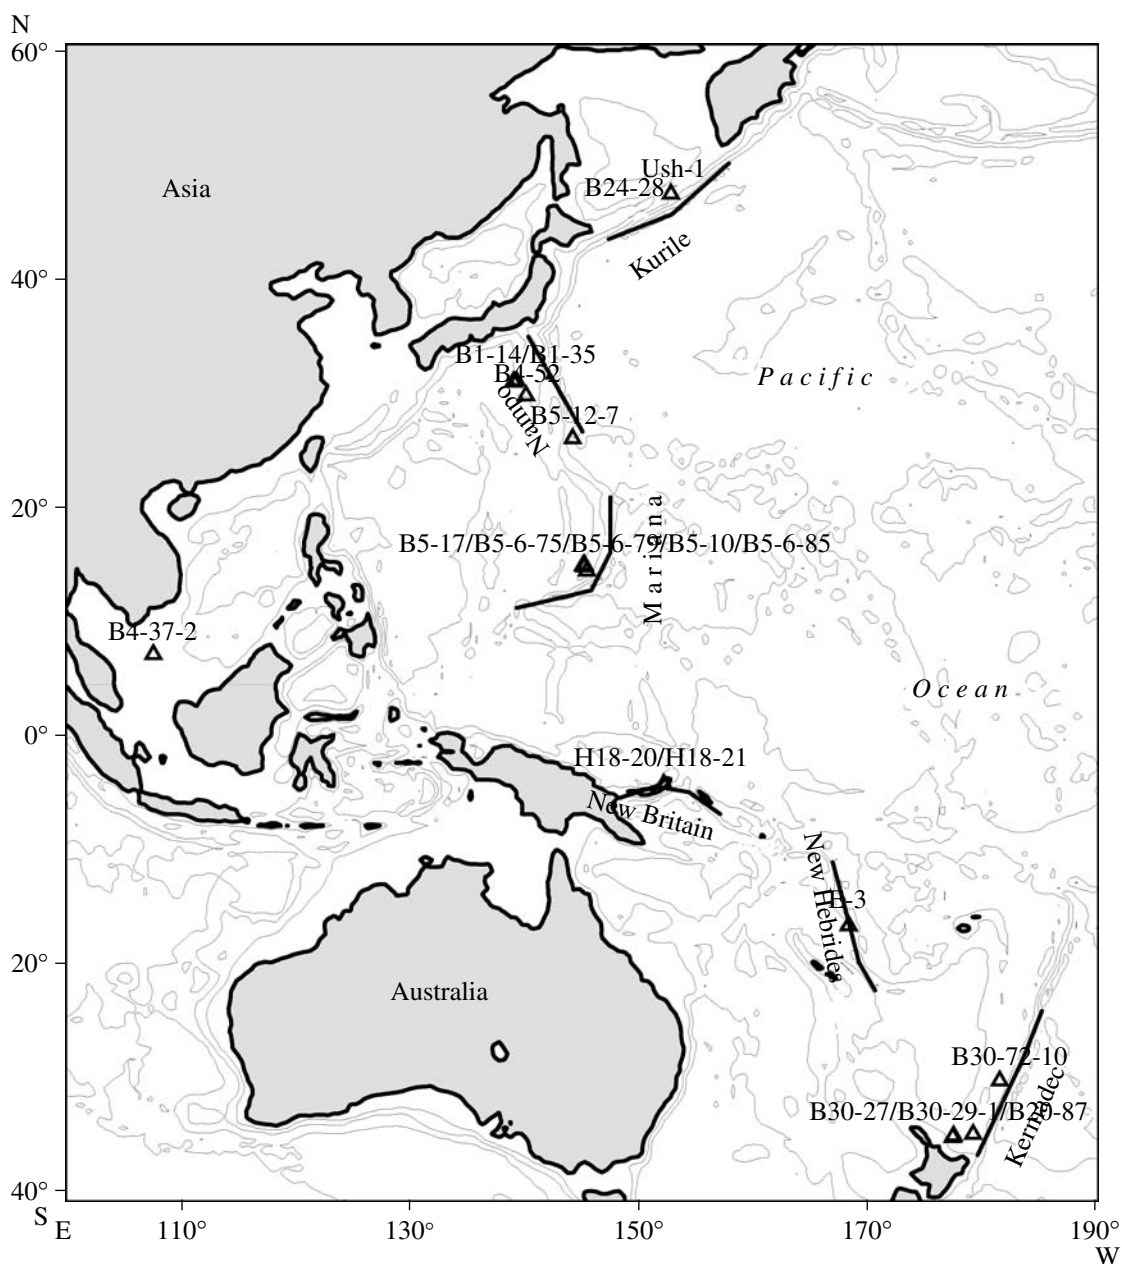 N
60°
Ush-1
B24-28
Asia
Kurile
40°
B1-14/B1-35
B4-52
Pacific
Nanpo
B5-12-7
20°
Mariana
B5-17/B5-6-75/B5-6-79/B5-10/B5-6-85
B4-37-2
Ocean
0°
H18-20/H18-21
New Britain
New Hebrides
E-3
20°
Australia
B30-72-10
Kermadec
B30-27/B30-29-1/B29-87
40°
S
E
110°
130°
150°
170°
190°
W